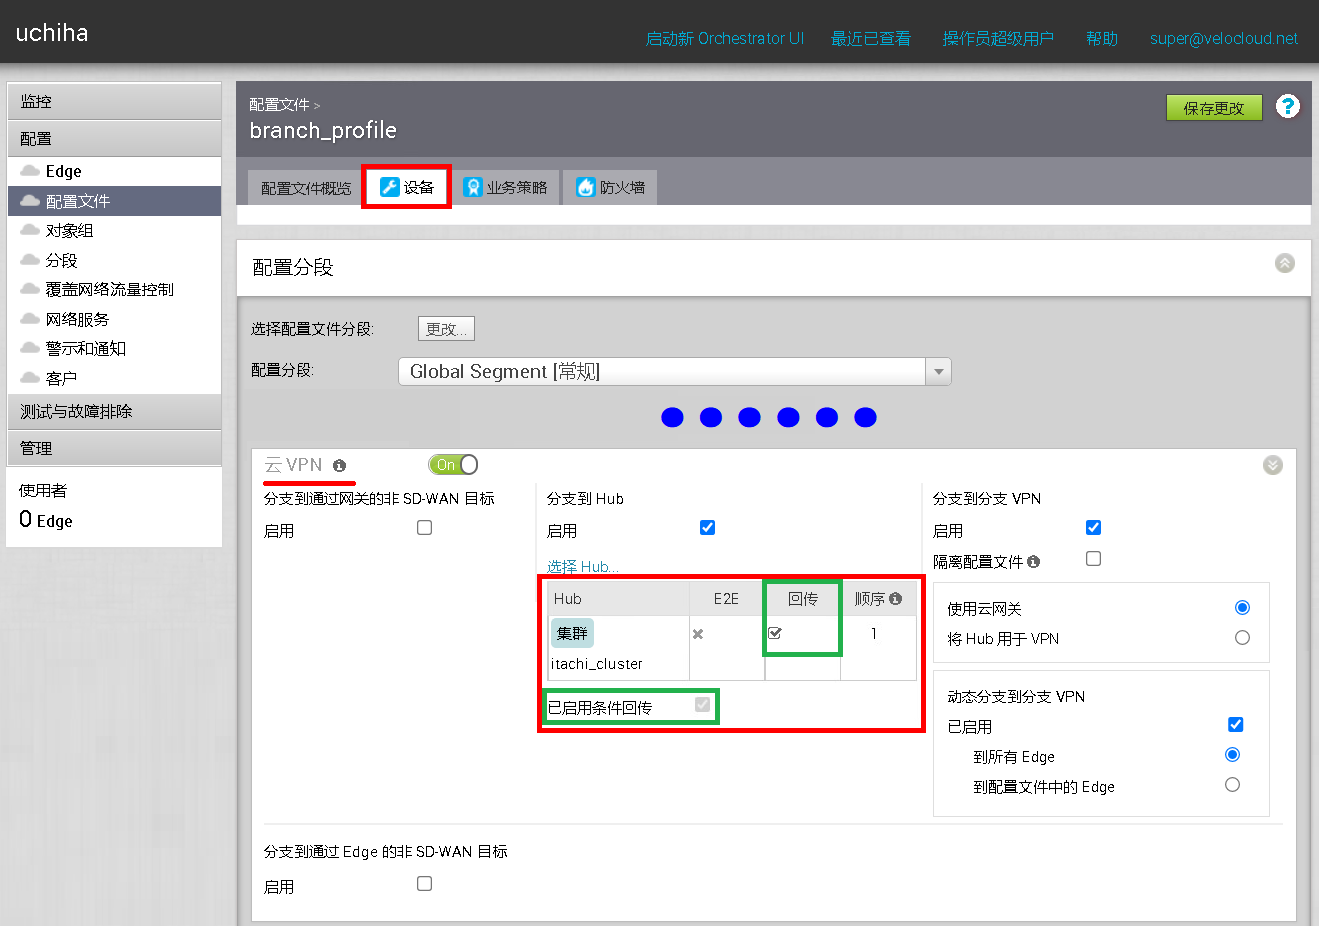 uchiha
启动新 Orchestrator UI 最近已查看 操作员超级用户 帮助 super@velocloud.net
监控
配置
Edge
配置文件
对象组
分段
覆盖网络流量控制
网络服务
警示和通知
客户
测试与故障排除
管理
使用者
0 Edge
配置文件 >
branch_profile
保存更改
?
配置文件概览 设备 业务策略 防火墙
配置分段
选择配置文件分段: 更改...
配置分段: Global Segment [常规]
云 VPN On
分支到通过网关的非 SD-WAN 目标
启用
分支到 Hub
启用
选择 Hub...
Hub E2E 回传 顺序
集群
itachi_cluster
1
已启用条件回传
分支到分支 VPN
启用
隔离配置文件
使用云网关
将 Hub 用于 VPN
动态分支到分支 VPN
已启用
到所有 Edge
到配置文件中的 Edge
分支到通过 Edge 的非 SD-WAN 目标
启用